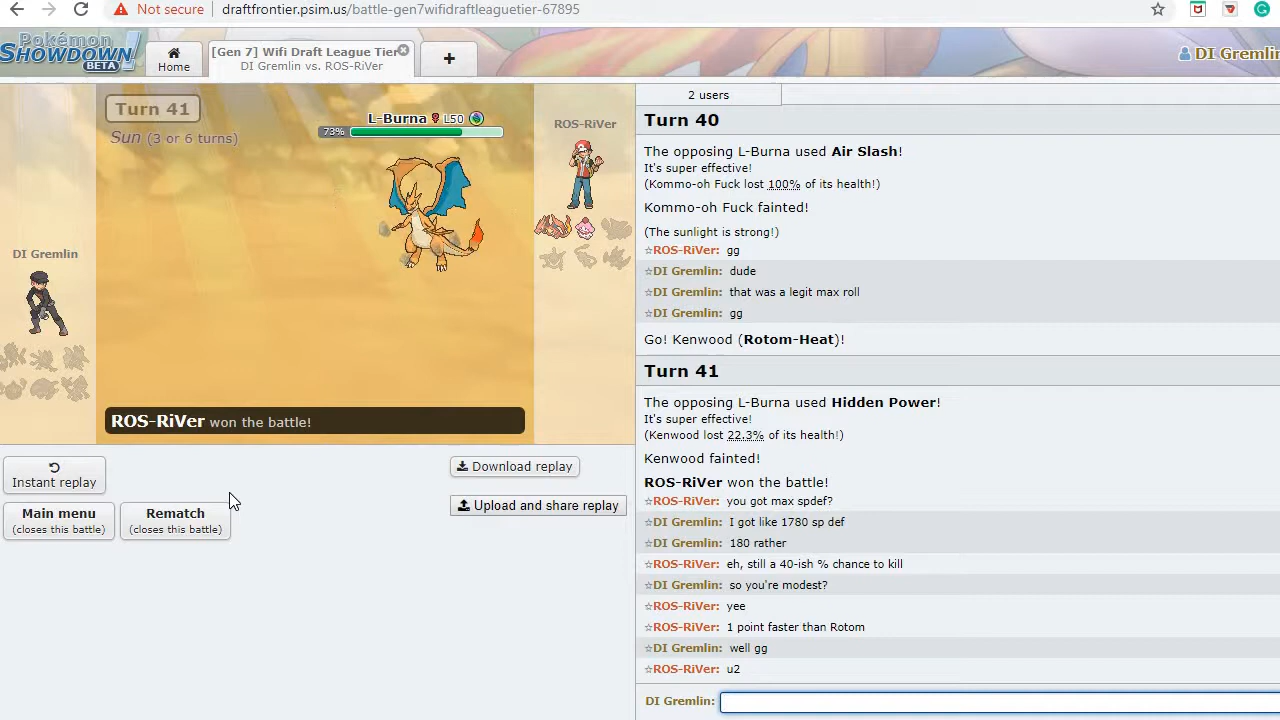 Not secure
draftfrontier.psim.us/battle-gen7wifidraftleaguetier-67895
Pokémon
SHOWDOWN!
BETA
Home
[Gen 7] Wifi Draft League Tier
DI Gremlin vs. ROS-RiVer
+
DI Gremlin
Turn 41
Sun (3 or 6 turns)
L-Burna L50
73%
ROS-RiVer
DI Gremlin
ROS-RiVer won the battle!
Instant replay
Download replay
Upload and share replay
Main menu
(closes this battle)
Rematch
(closes this battle)
2 users
Turn 40
The opposing L-Burna used Air Slash!
It's super effective!
(Kommo-oh Fuck lost 100% of its health!)
Kommo-oh Fuck fainted!
(The sunlight is strong!)
☆ROS-RiVer: gg
☆DI Gremlin: dude
☆DI Gremlin: that was a legit max roll
☆DI Gremlin: gg
Go! Kenwood (Rotom-Heat)!
Turn 41
The opposing L-Burna used Hidden Power!
It's super effective!
(Kenwood lost 22.3% of its health!)
Kenwood fainted!
ROS-RiVer won the battle!
☆ROS-RiVer: you got max spdef?
☆DI Gremlin: I got like 1780 sp def
☆DI Gremlin: 180 rather
☆ROS-RiVer: eh, still a 40-ish % chance to kill
☆DI Gremlin: so you're modest?
☆ROS-RiVer: yee
☆ROS-RiVer: 1 point faster than Rotom
☆DI Gremlin: well gg
☆ROS-RiVer: u2
DI Gremlin: